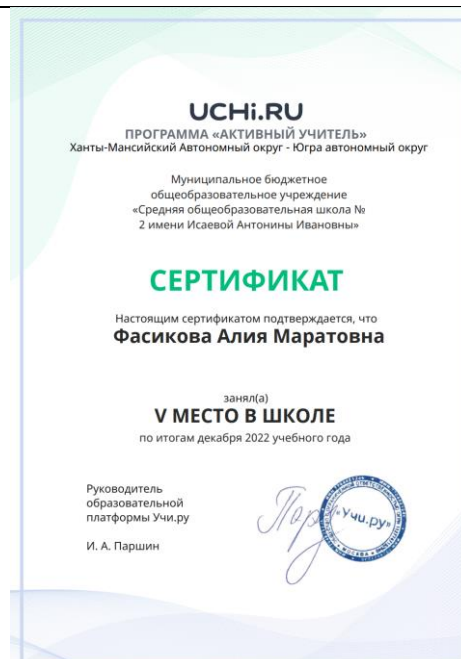 UCHi.RU
ПРОГРАММА «АКТИВНЫЙ УЧИТЕЛЬ»
Ханты-Мансийский Автономный округ - Югра автономный округ
Муниципальное бюджетное
общеобразовательное учреждение
«Средняя общеобразовательная школа №
2 имени Исаевой Антонины Ивановны»
СЕРТИФИКАТ
Настоящим сертификатом подтверждается, что
Фасикова Алия Маратовна
занял(а)
V МЕСТО В ШКОЛЕ
по итогам декабря 2022 учебного года
Руководитель
образовательной
платформы Учи.ру
И. А. Паршин
«Учи.ру»